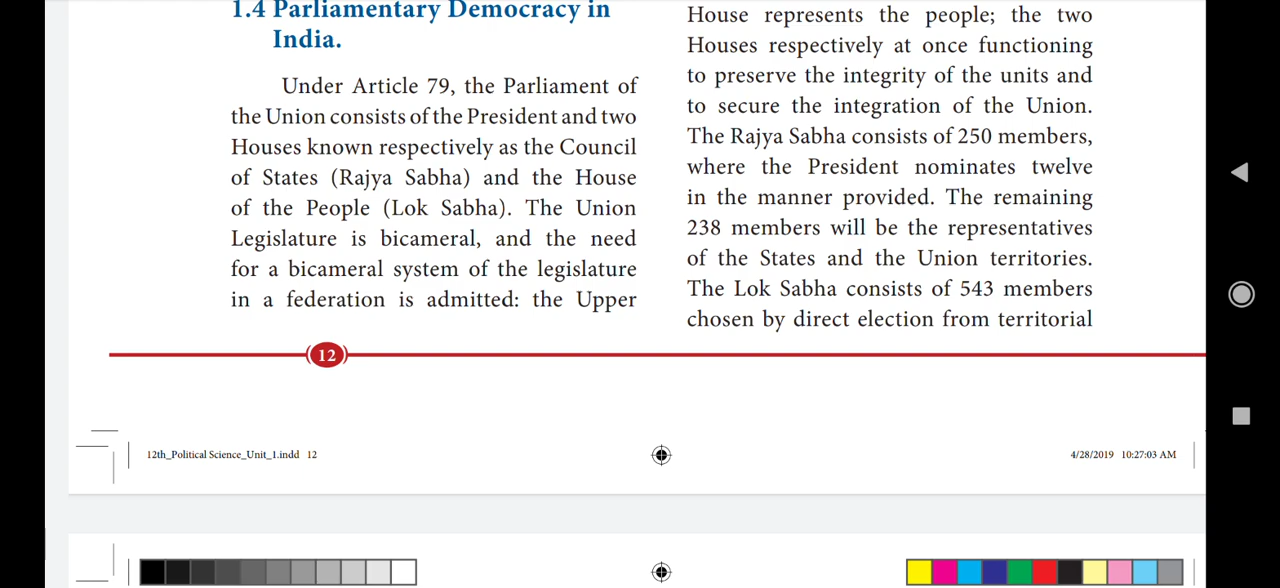 1.4 Parliamentary Democracy in
India.
Under Article 79, the Parliament of
the Union consists of the President and two
Houses known respectively as the Council
of States (Rajya Sabha) and the House
of the People (Lok Sabha). The Union
Legislature is bicameral, and the need
for a bicameral system of the legislature
in a federation is admitted: the Upper
House represents the people; the two
Houses respectively at once functioning
to preserve the integrity of the units and
to secure the integration of the Union.
The Rajya Sabha consists of 250 members,
where the President nominates twelve
in the manner provided. The remaining
238 members will be the representatives
of the States and the Union territories.
The Lok Sabha consists of 543 members
chosen by direct election from territorial
12
12th_Political Science_Unit_1.indd 12
4/28/2019 10:27:03 AM